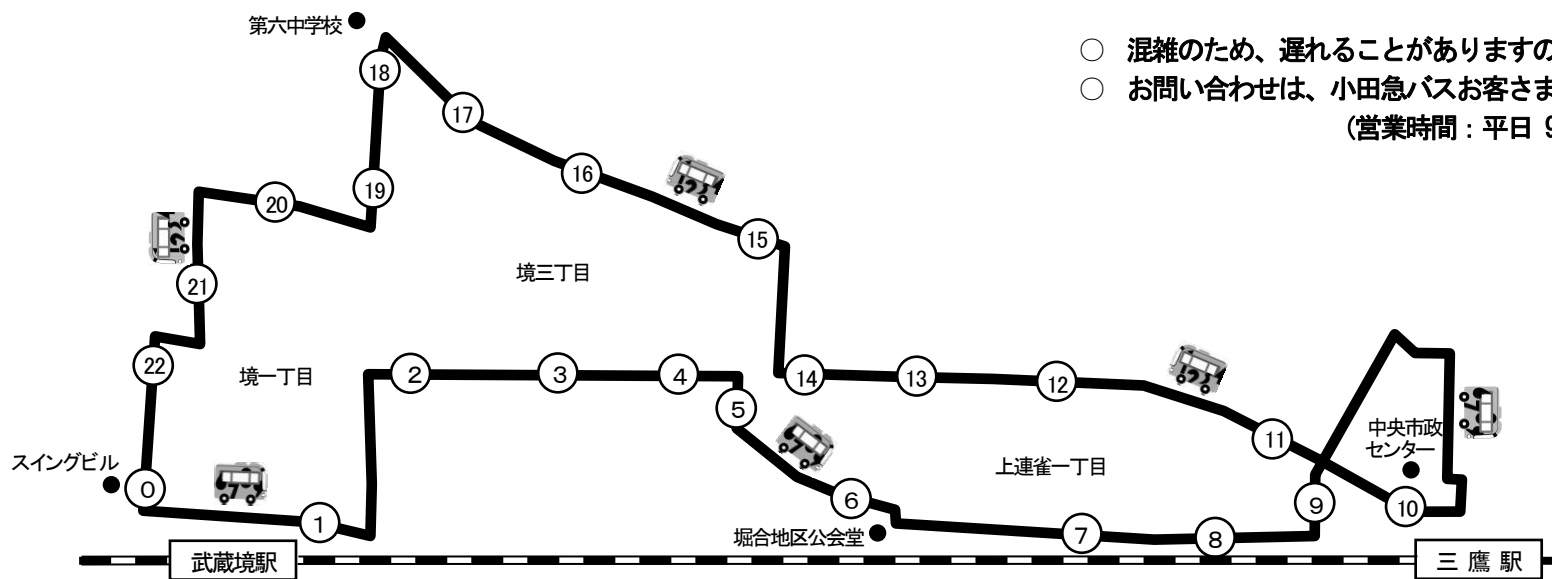 第六中学校
○ 混雑のため、遅れることがありますの
○ お問い合わせは、小田急バスお客さま
（営業時間：平日 9
18
17
16
19
20
15
境三丁目
21
22
境一丁目
2
3
4
14
13
12
5
11
中央市政
センター
スイングビル
0
上連雀一丁目
6
9
10
1
堀合地区公会堂
7
8
武蔵境駅
三鷹駅